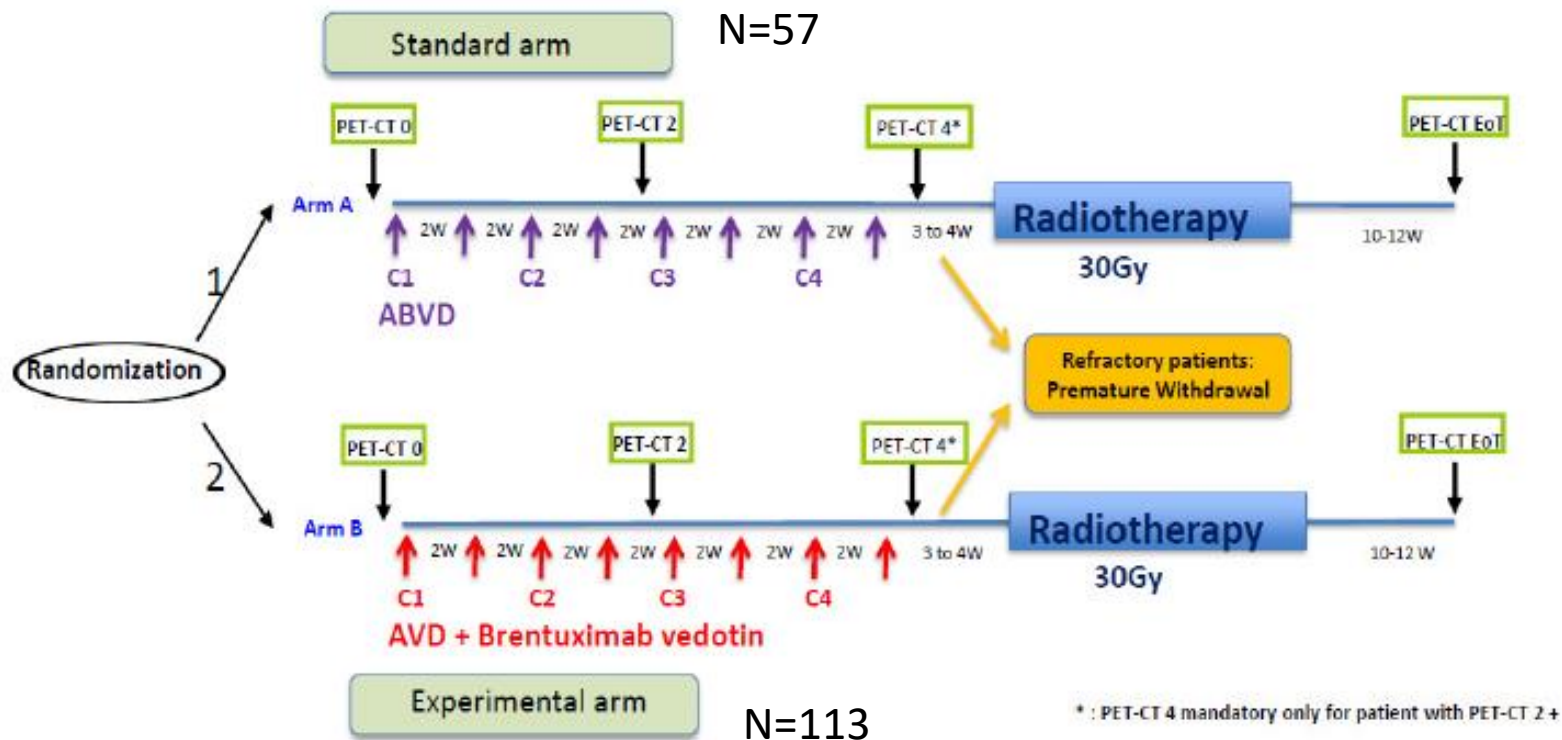 Standard arm
N=57
PET-CT 0
PET-CT 2
PET-CT 4*
PET-CT EoT
Arm A
2W 2W 2W 2W 2W 2W 2W 3 to 4W
Radiotherapy
10-12W
C1 C2 C3 C4
30Gy
ABVD
1
Randomization
Refractory patients:
Premature Withdrawal
2
PET-CT 0
PET-CT 2
PET-CT 4*
PET-CT EoT
Arm B
2W 2W 2W 2W 2W 2W 2W 3 to 4W
Radiotherapy
10-12 W
C1 C2 C3 C4
30Gy
AVD + Brentuximab vedotin
Experimental arm
N=113
* : PET-CT 4 mandatory only for patient with PET-CT 2 +